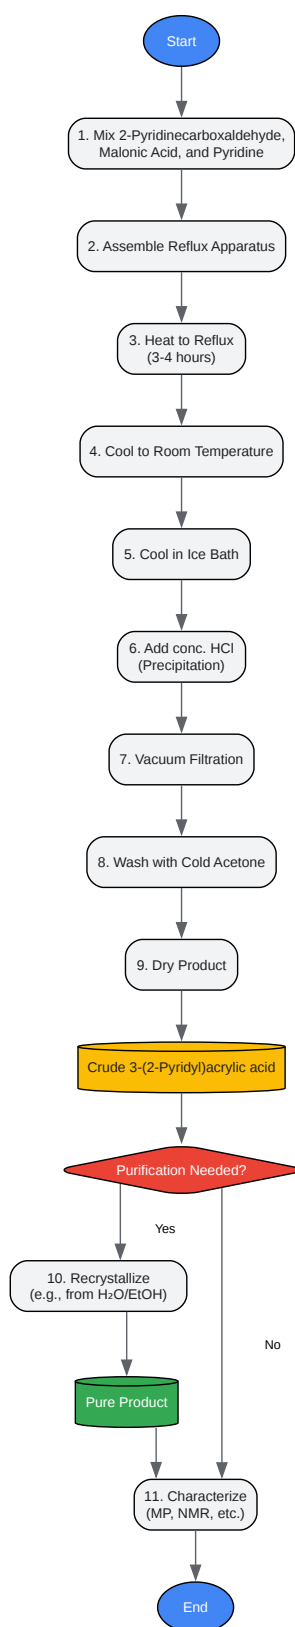 Start
1. Mix 2-Pyridinecarboxaldehyde,
Malonic Acid, and Pyridine
2. Assemble Reflux Apparatus
3. Heat to Reflux
(3-4 hours)
4. Cool to Room Temperature
5. Cool in Ice Bath
6. Add conc. HCl
(Precipitation)
7. Vacuum Filtration
8. Wash with Cold Acetone
9. Dry Product
Crude 3-(2-Pyridyl)acrylic acid
Purification Needed?
Yes
10. Recrystallize
(e.g., from H₂O/EtOH)
No
Pure Product
11. Characterize
(MP, NMR, etc.)
End